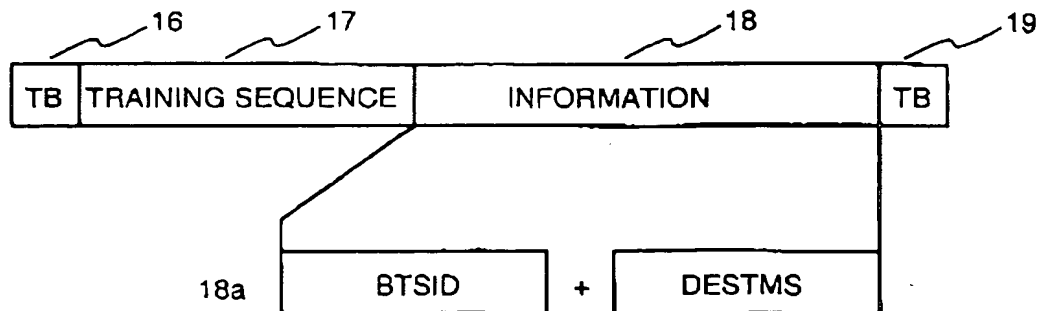 16 17 18 19
TB TRAINING SEQUENCE INFORMATION TB
18a BTSID + DESTMS